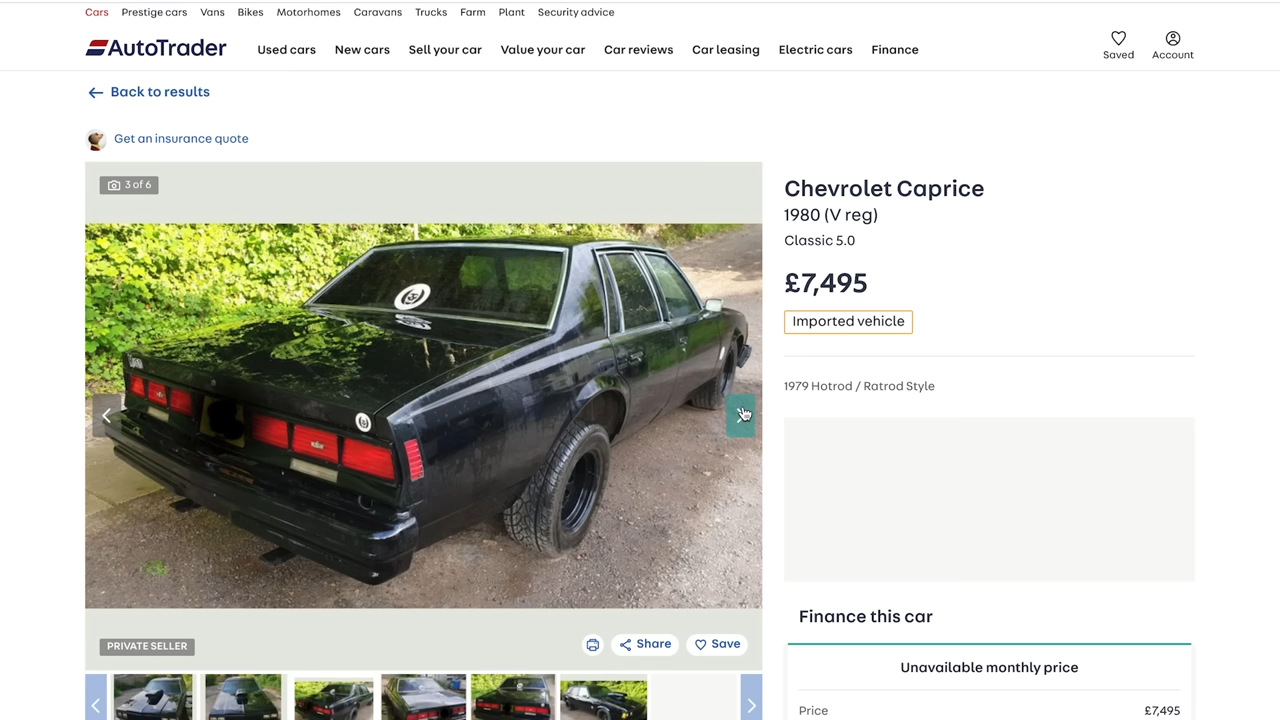 Cars Prestige cars Vans Bikes Motorhomes Caravans Trucks Farm Plant Security advice
AutoTrader Used cars New cars Sell your car Value your car Car reviews Car leasing Electric cars Finance Saved Account
Back to results
Get an insurance quote
3 of 6
Chevrolet Caprice
1980 (V reg)
Classic 5.0
£7,495
Imported vehicle
1979 Hotrod / Ratrod Style
Finance this car
PRIVATE SELLER Share Save
Unavailable monthly price
Price £7,495